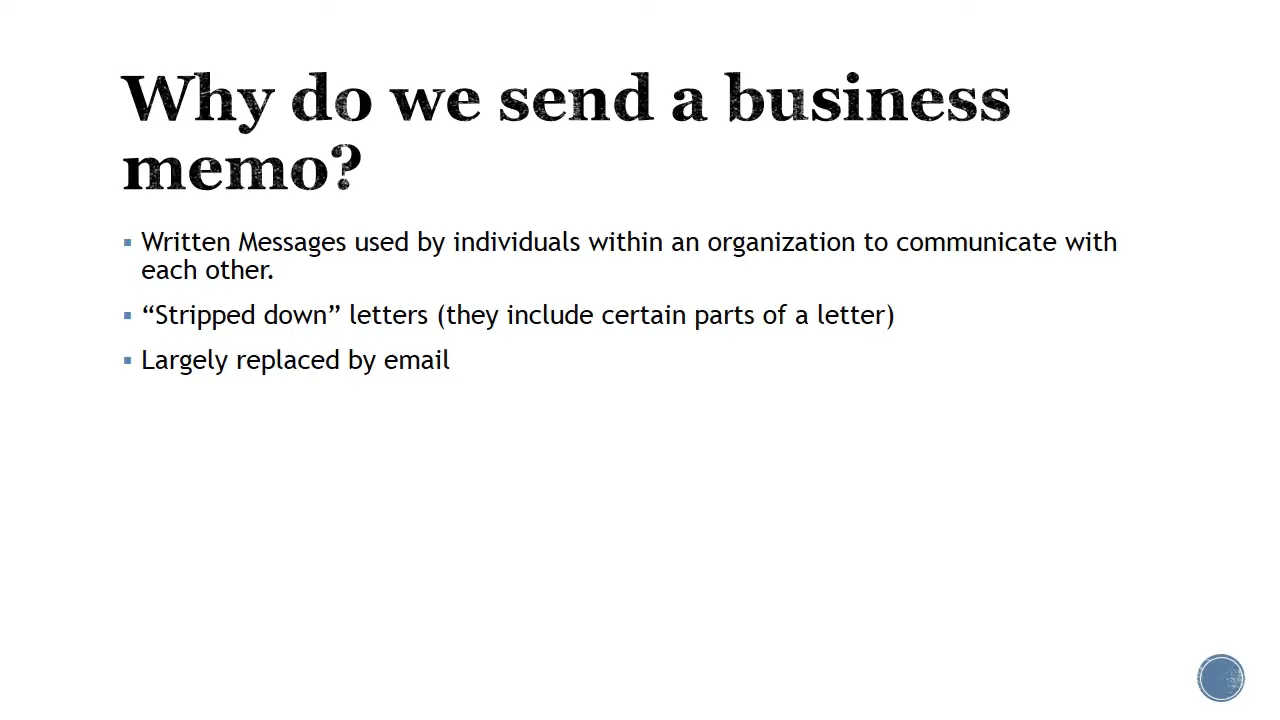 Why do we send a business
memo?
▪ Written Messages used by individuals within an organization to communicate with
each other.
▪ “Stripped down” letters (they include certain parts of a letter)
▪ Largely replaced by email